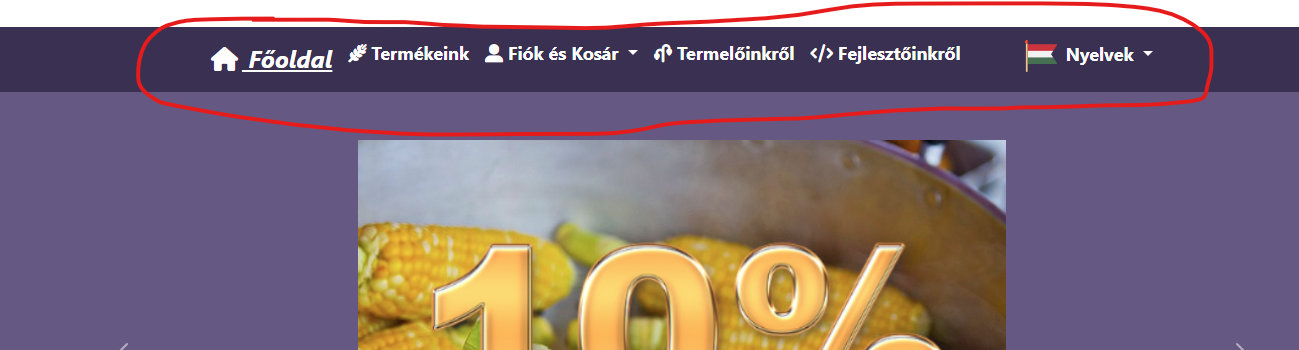 Főoldal Termékeink Fiók és Kosár Termelőinkről </> Fejlesztőinkről Nyelvek
10%